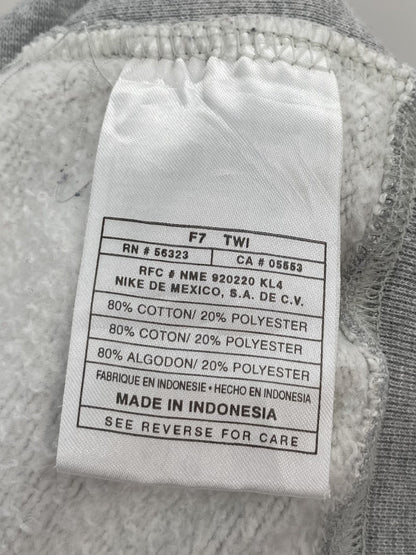 F7 TWI
RN # 56323 CA # 05553
RFC # NME 920220 KL4
NIKE DE MEXICO, S.A. DE C.V.
80% COTTON/ 20% POLYESTER
80% COTON/ 20% POLYESTER
80% ALGODON/ 20% POLYESTER
FABRIQUE EN INDONESIE • HECHO EN INDONESIA
MADE IN INDONESIA
SEE REVERSE FOR CARE